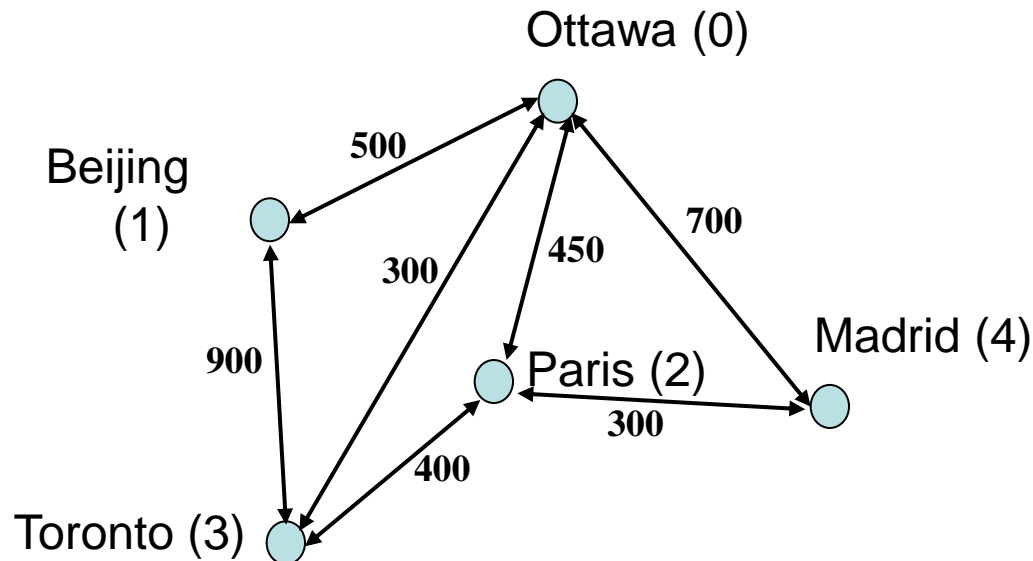 Ottawa (0)
500
Beijing
(1)
700
450
300
Madrid (4)
900
Paris (2)
300
400
Toronto (3)